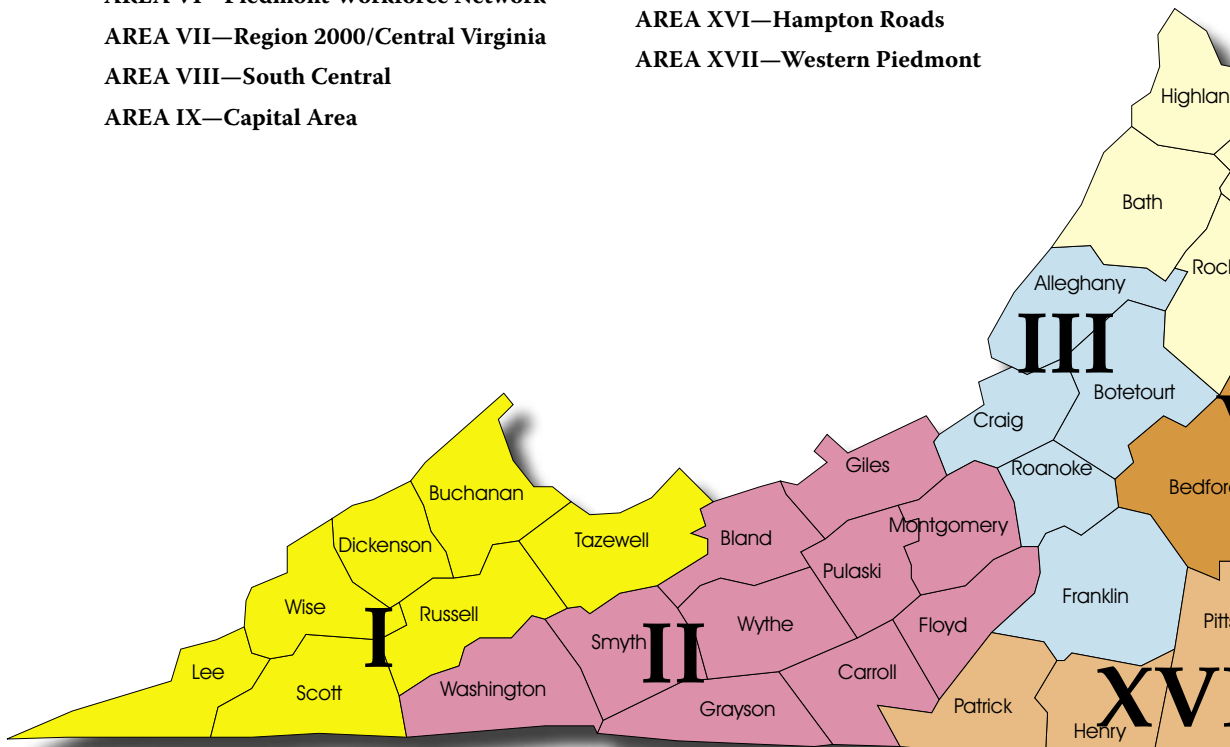 AREA VII—Region 2000/Central Virginia
AREA VIII—South Central
AREA IX—Capital Area
AREA XVI—Hampton Roads
AREA XVII—Western Piedmont
Highlan
Bath
Roc
Alleghany
III
Botetourt
Craig
Roanoke
Giles
Bedfor
Buchanan
Montgomery
Bland
Tazewell
Dickenson
Pulaski
Franklin
Wise
I
Russell
Wythe
Floyd
Pitts
Smyth
II
Lee
Carroll
Scott
Washington
XVI
Patrick
Grayson
Henry